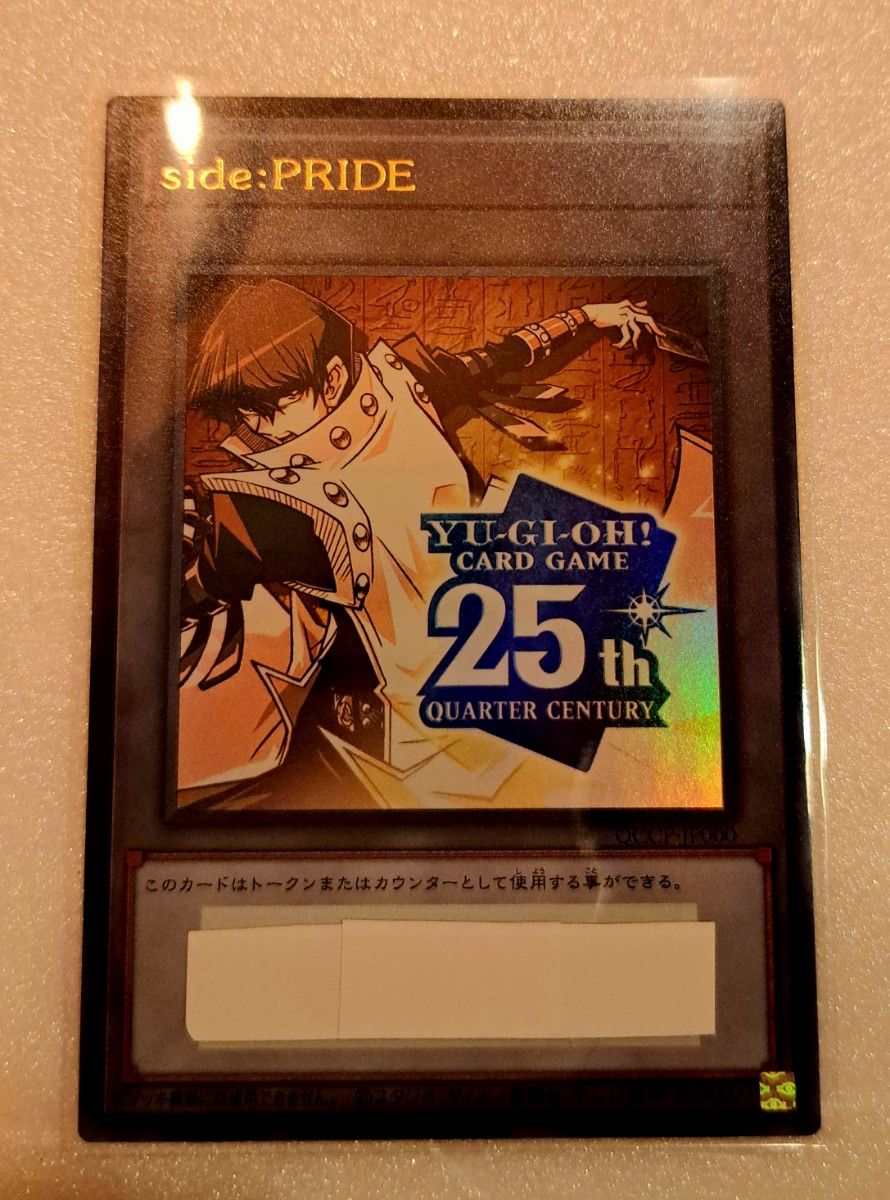 side:PRIDE
YU-GI-OH!
CARD GAME
25th
QUARTER CENTURY
QCCP-JP000
このカードはトークンまたはカウンターとして使用する事ができる。